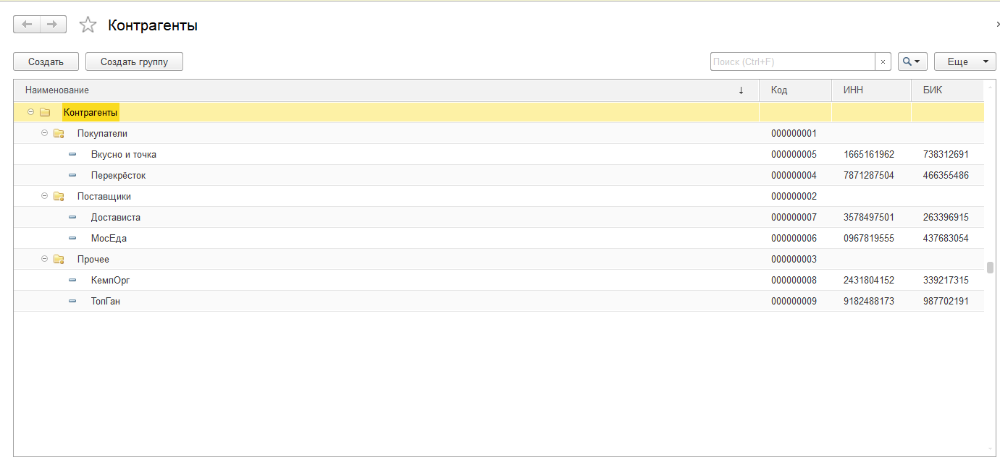 Контрагенты
Создать Создать группу Поиск (Ctrl+F) × Еще
Наименование ↓ Код ИНН БИК
Контрагенты
Покупатели 000000001
Вкусно и точка 000000005 1665161962 738312691
Перекрёсток 000000004 7871287504 466355486
Поставщики 000000002
Достависта 000000007 3578497501 263396915
МосЕда 000000006 0967819555 437683054
Прочее 000000003
КемпОрг 000000008 2431804152 339217315
ТопГан 000000009 9182488173 987702191